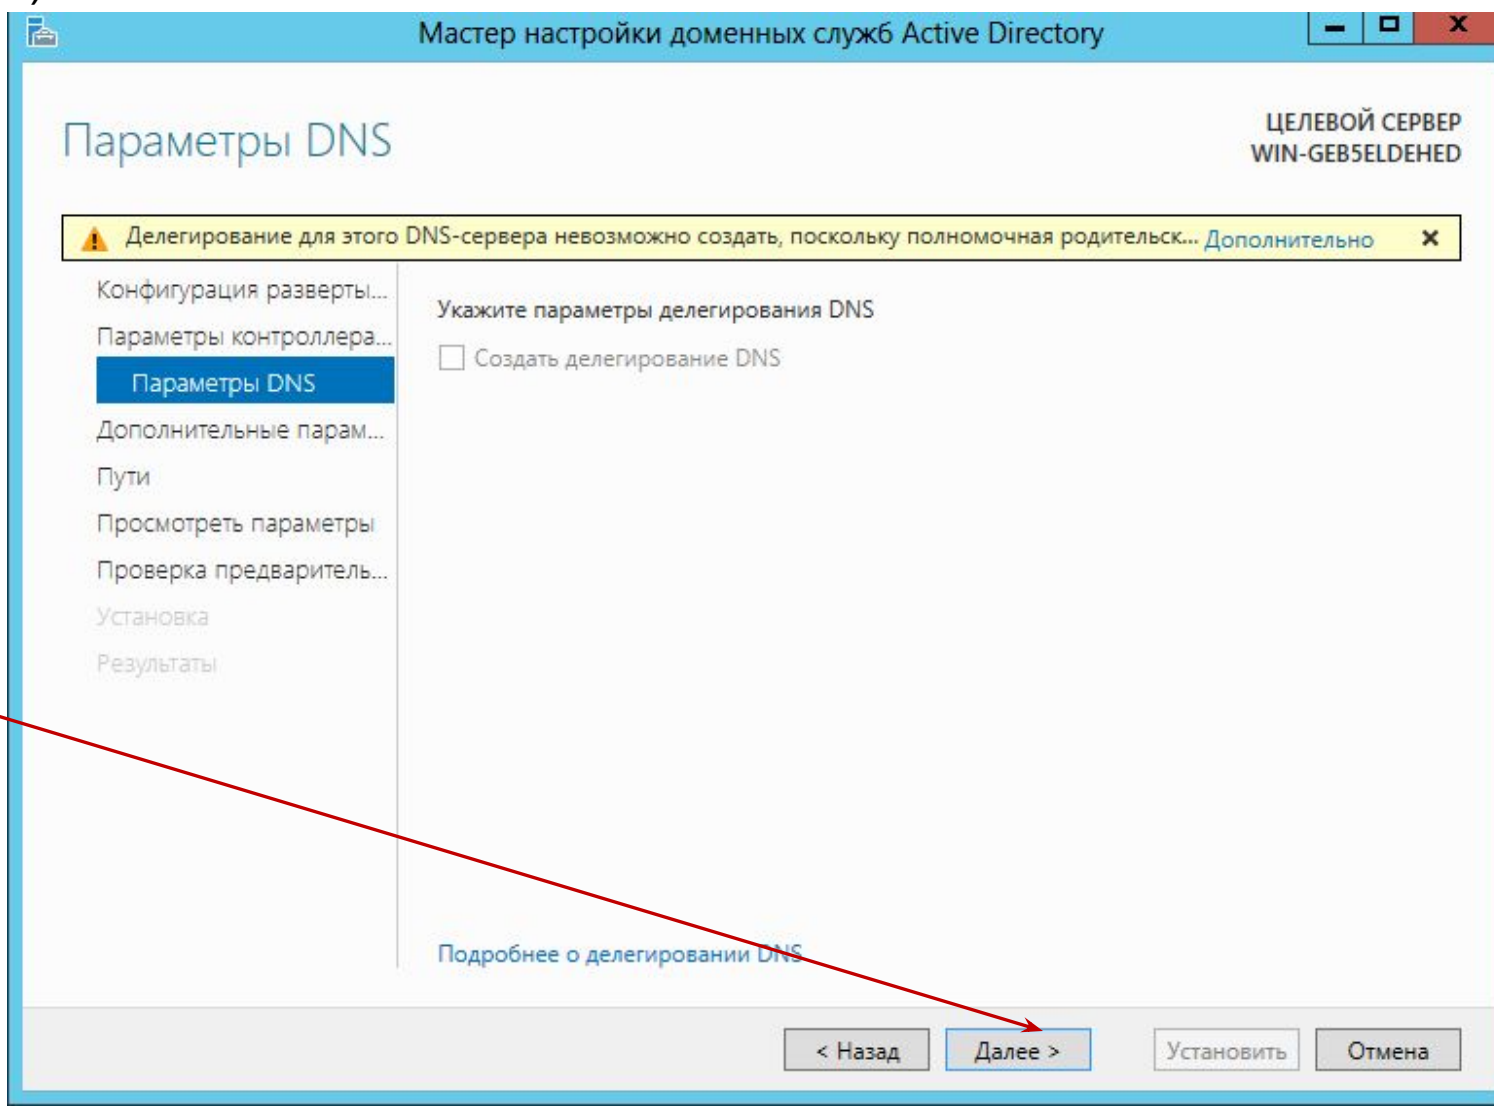 Мастер настройки доменных служб Active Directory
Параметры DNS
ЦЕЛЕВОЙ СЕРВЕР
WIN-GEB5ELDEHED
Делегирование для этого DNS-сервера невозможно создать, поскольку полномочная родительск... Дополнительно
Конфигурация разверты...
Параметры контроллера...
Параметры DNS
Дополнительные парам...
Пути
Просмотреть параметры
Проверка предваритель...
Установка
Результаты
Укажите параметры делегирования DNS
Создать делегирование DNS
Подробнее о делегировании DNS
< Назад
Далее >
Установить
Отмена